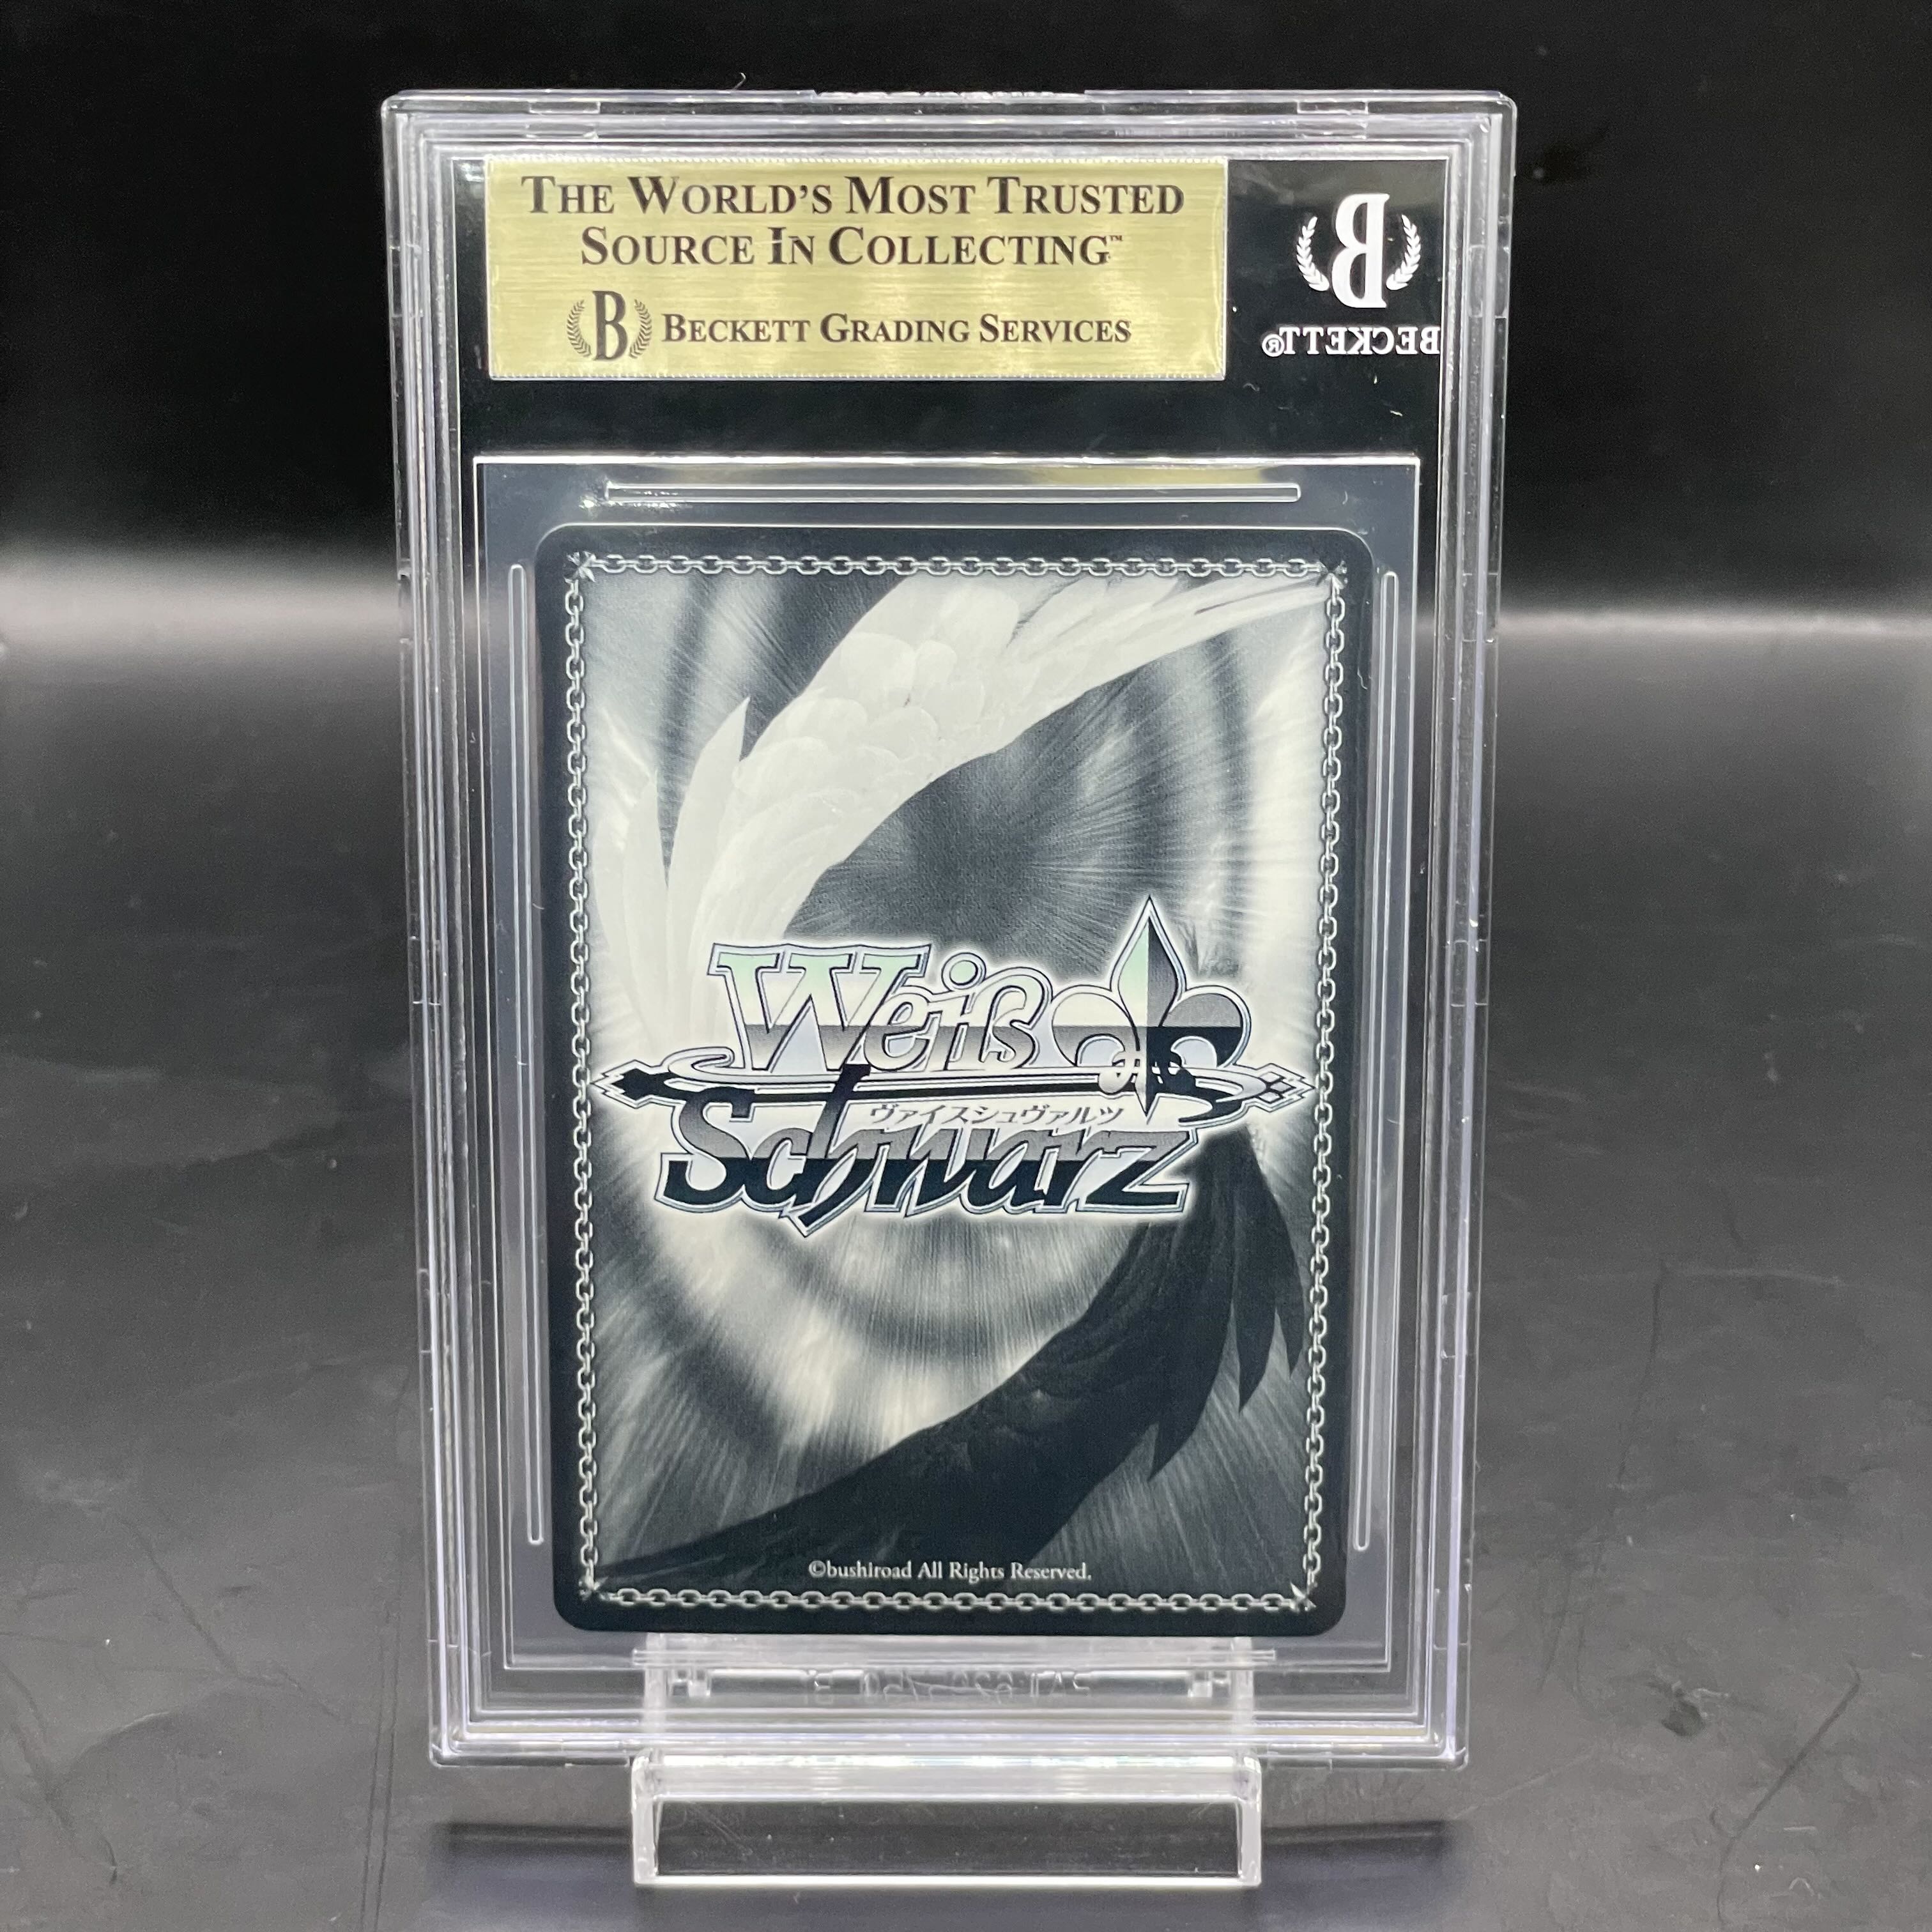 THE WORLD'S MOST TRUSTED
SOURCE IN COLLECTING™
B BECKETT GRADING SERVICES
B
BECKETT®
Weiß
ヴァイスシュヴァルツ
Schwarz
©bushiroad All Rights Reserved.